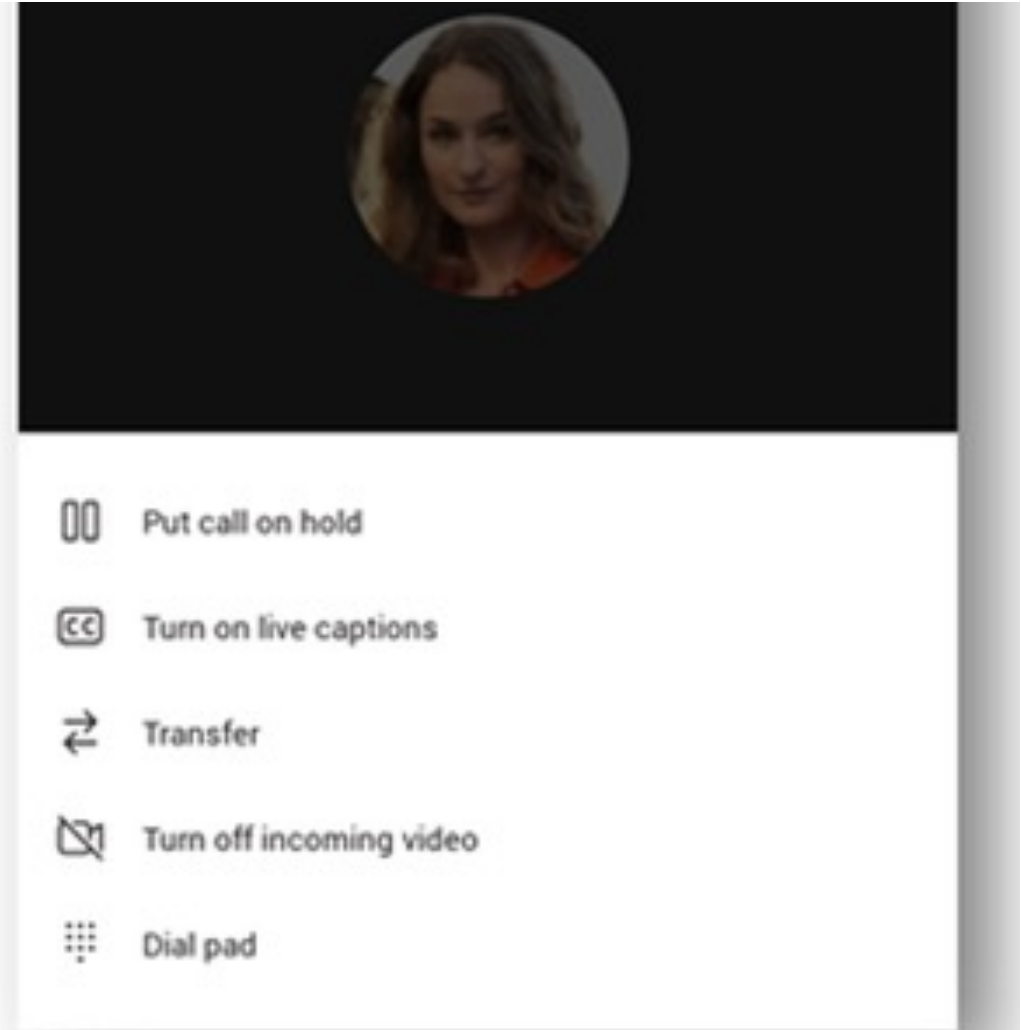 Put call on hold
Turn on live captions
Transfer
Turn off incoming video
Dial pad